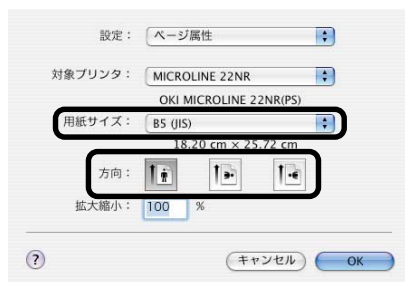 設定： ページ属性
対象プリンタ： MICROLINE 22NR
OKI MICROLINE 22NR(PS)
用紙サイズ： B5 (JIS)
18.20 cm × 25.72 cm
方向：
拡大縮小： 100 %
? キャンセル OK